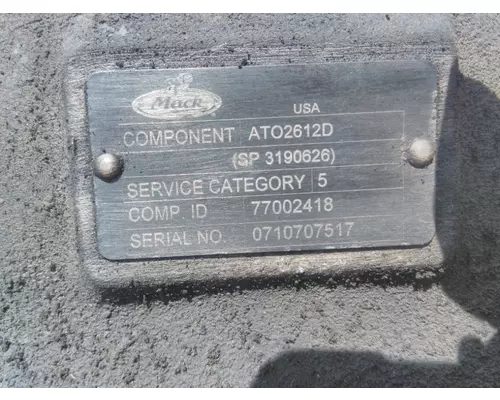 Mack
USA
COMPONENT ATO2612D
(SP 3190626)
SERVICE CATEGORY 5
COMP. ID 77002418
SERIAL NO. 0710707517